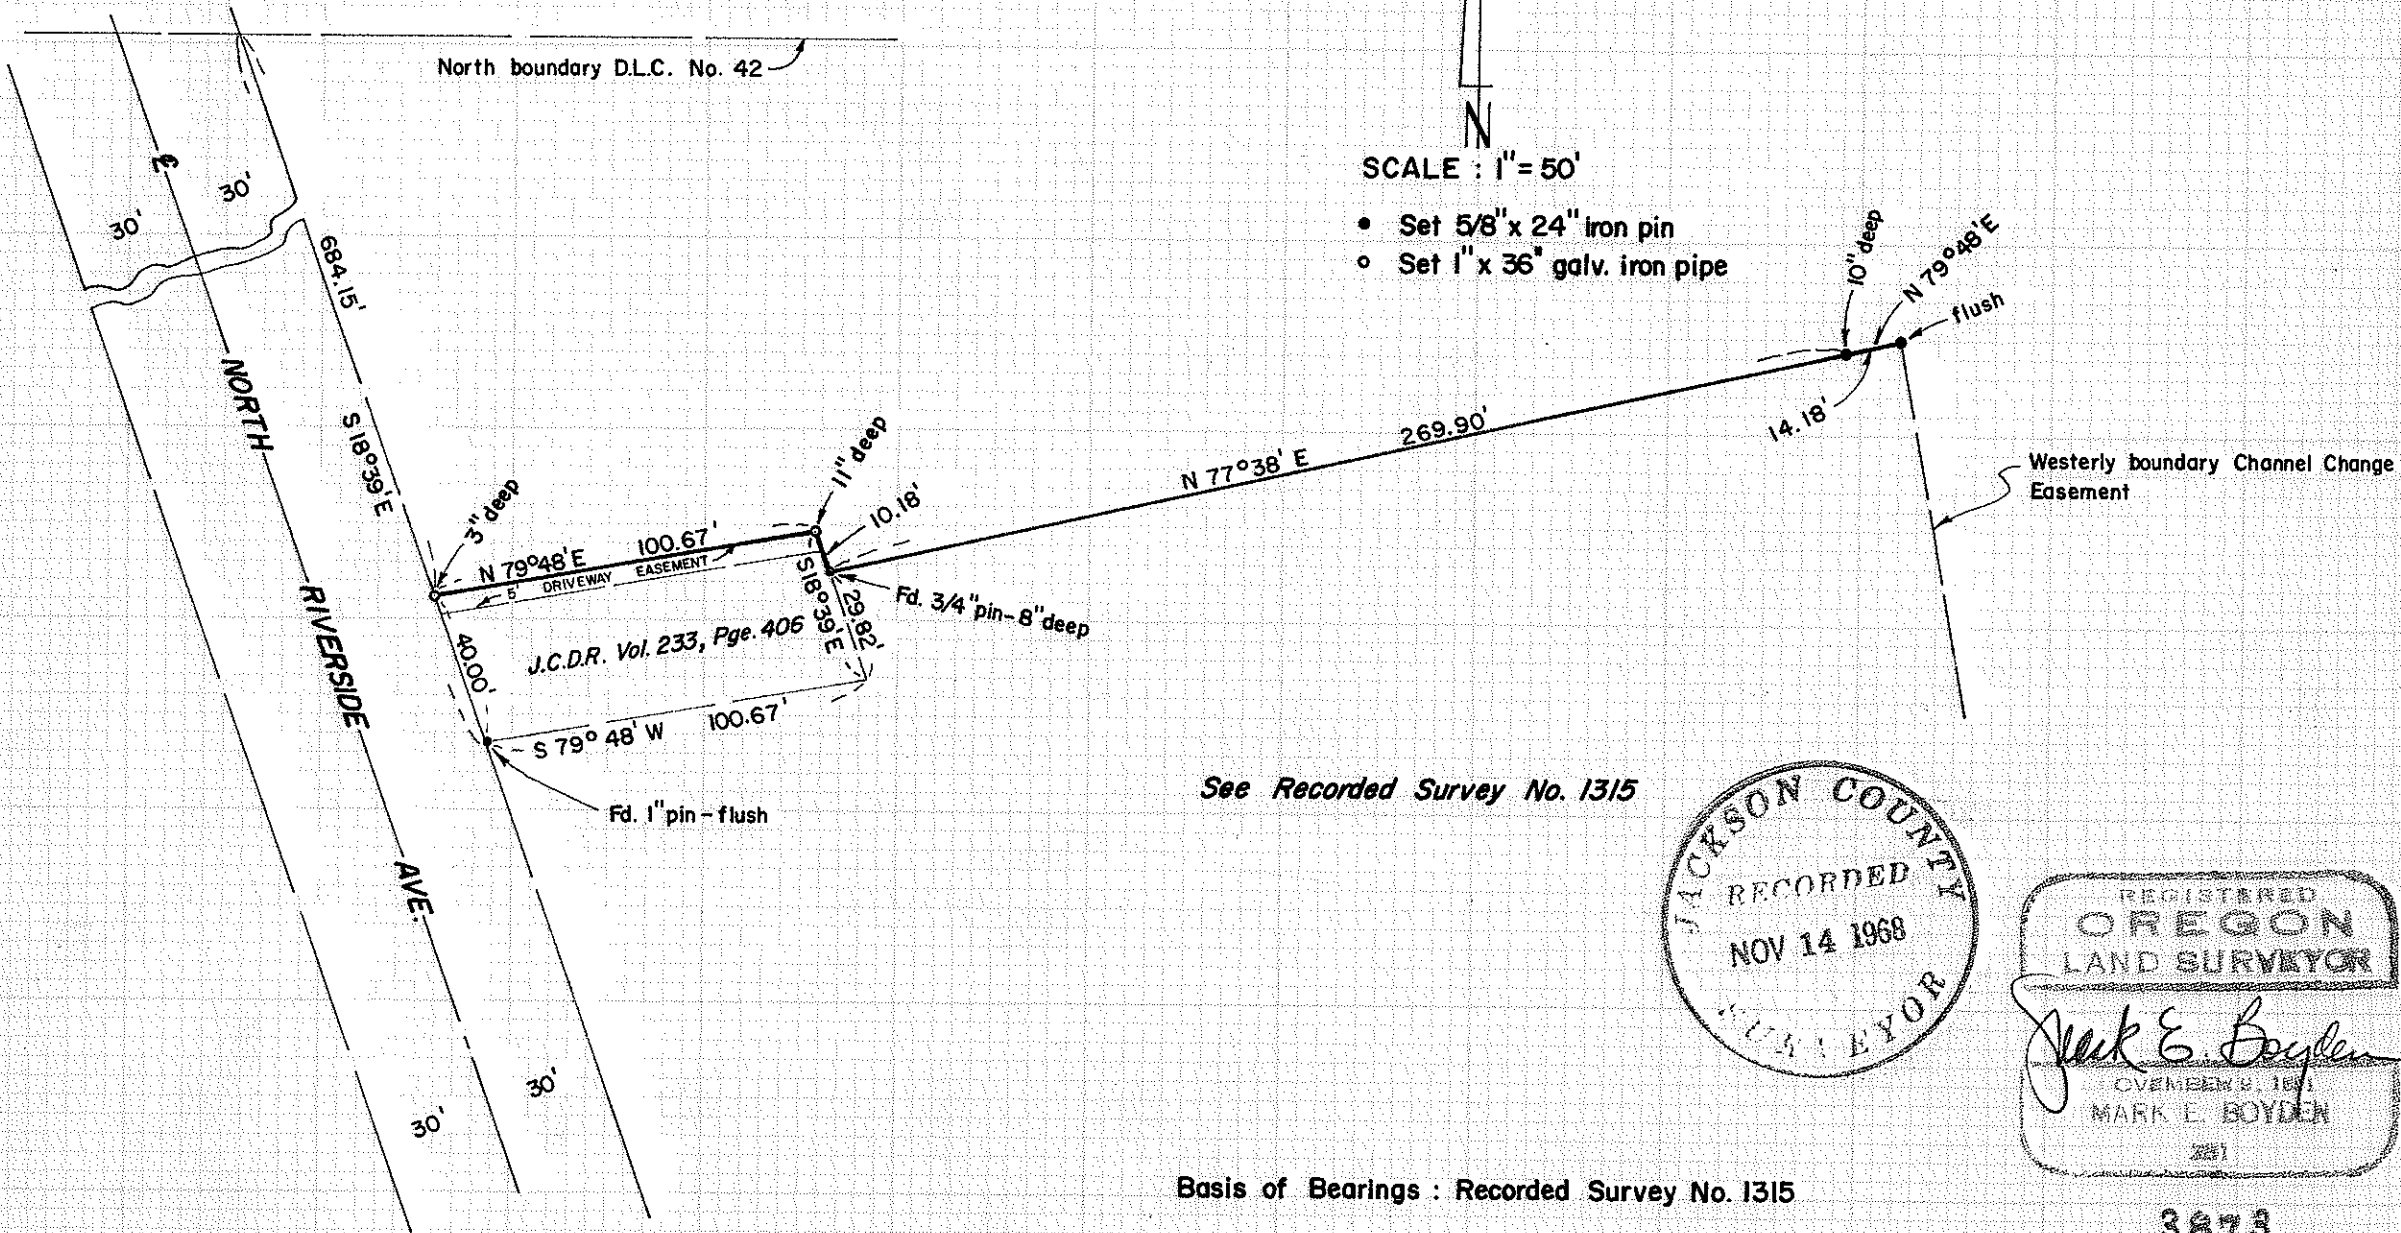 North boundary D.L.C. No. 42
N
SCALE : 1" = 50'
● Set 5/8" x 24" iron pin
○ Set 1" x 36" galv. iron pipe
30'
30'
684.15'
S 18°39' E
NORTH
RIVERSIDE
AVE.
3" deep
N 79°48' E 100.67'
5' DRIVEWAY EASEMENT
11" deep
10.18'
S 18°39' E
29.82'
Fd. 3/4" pin - 8" deep
J.C.D.R. Vol. 233, Pge. 406
40.00'
S 79° 48' W 100.67'
Fd. 1" pin - flush
N 77°38' E
269.90'
10" deep
N 79°48' E
flush
14.18'
Westerly boundary Channel Change
Easement
See Recorded Survey No. 1315
JACKSON COUNTY
RECORDED
NOV 14 1968
REGISTERED
OREGON
LAND SURVEYOR
Mark E. Boyden
MARK E. BOYDEN
30'
30'
Basis of Bearings : Recorded Survey No. 1315